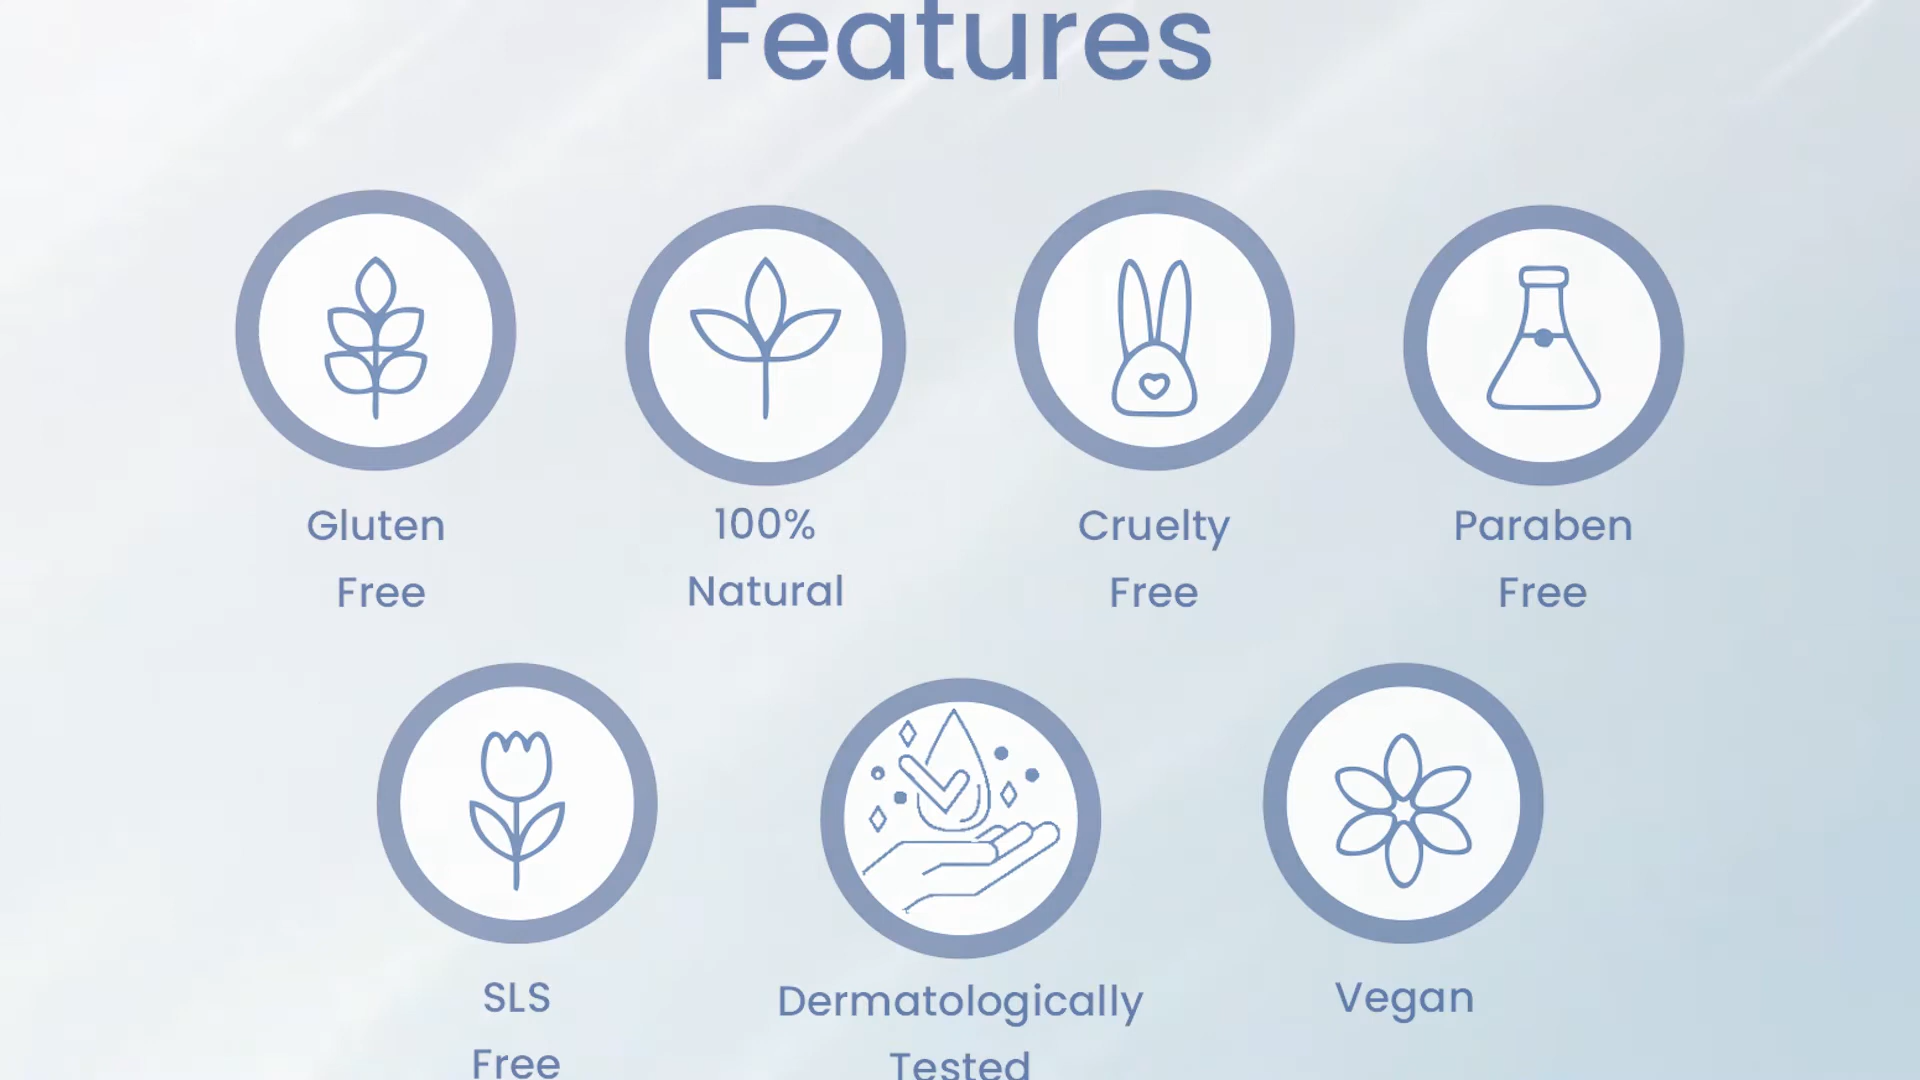 Features
Gluten
Free
100%
Natural
Cruelty
Free
Paraben
Free
SLS
Free
Dermatologically
Tested
Vegan